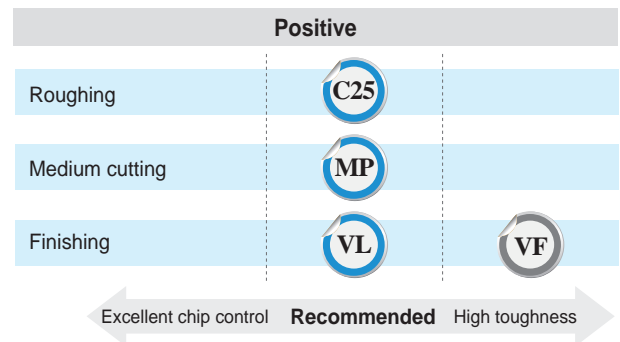 Positive
Roughing C25
Medium cutting MP
Finishing VL VF
Excellent chip control Recommended High toughness